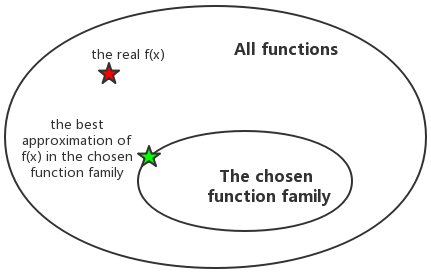 the real f(x)
All functions
the best
approximation of
f(x) in the chosen
function family
The chosen
function family